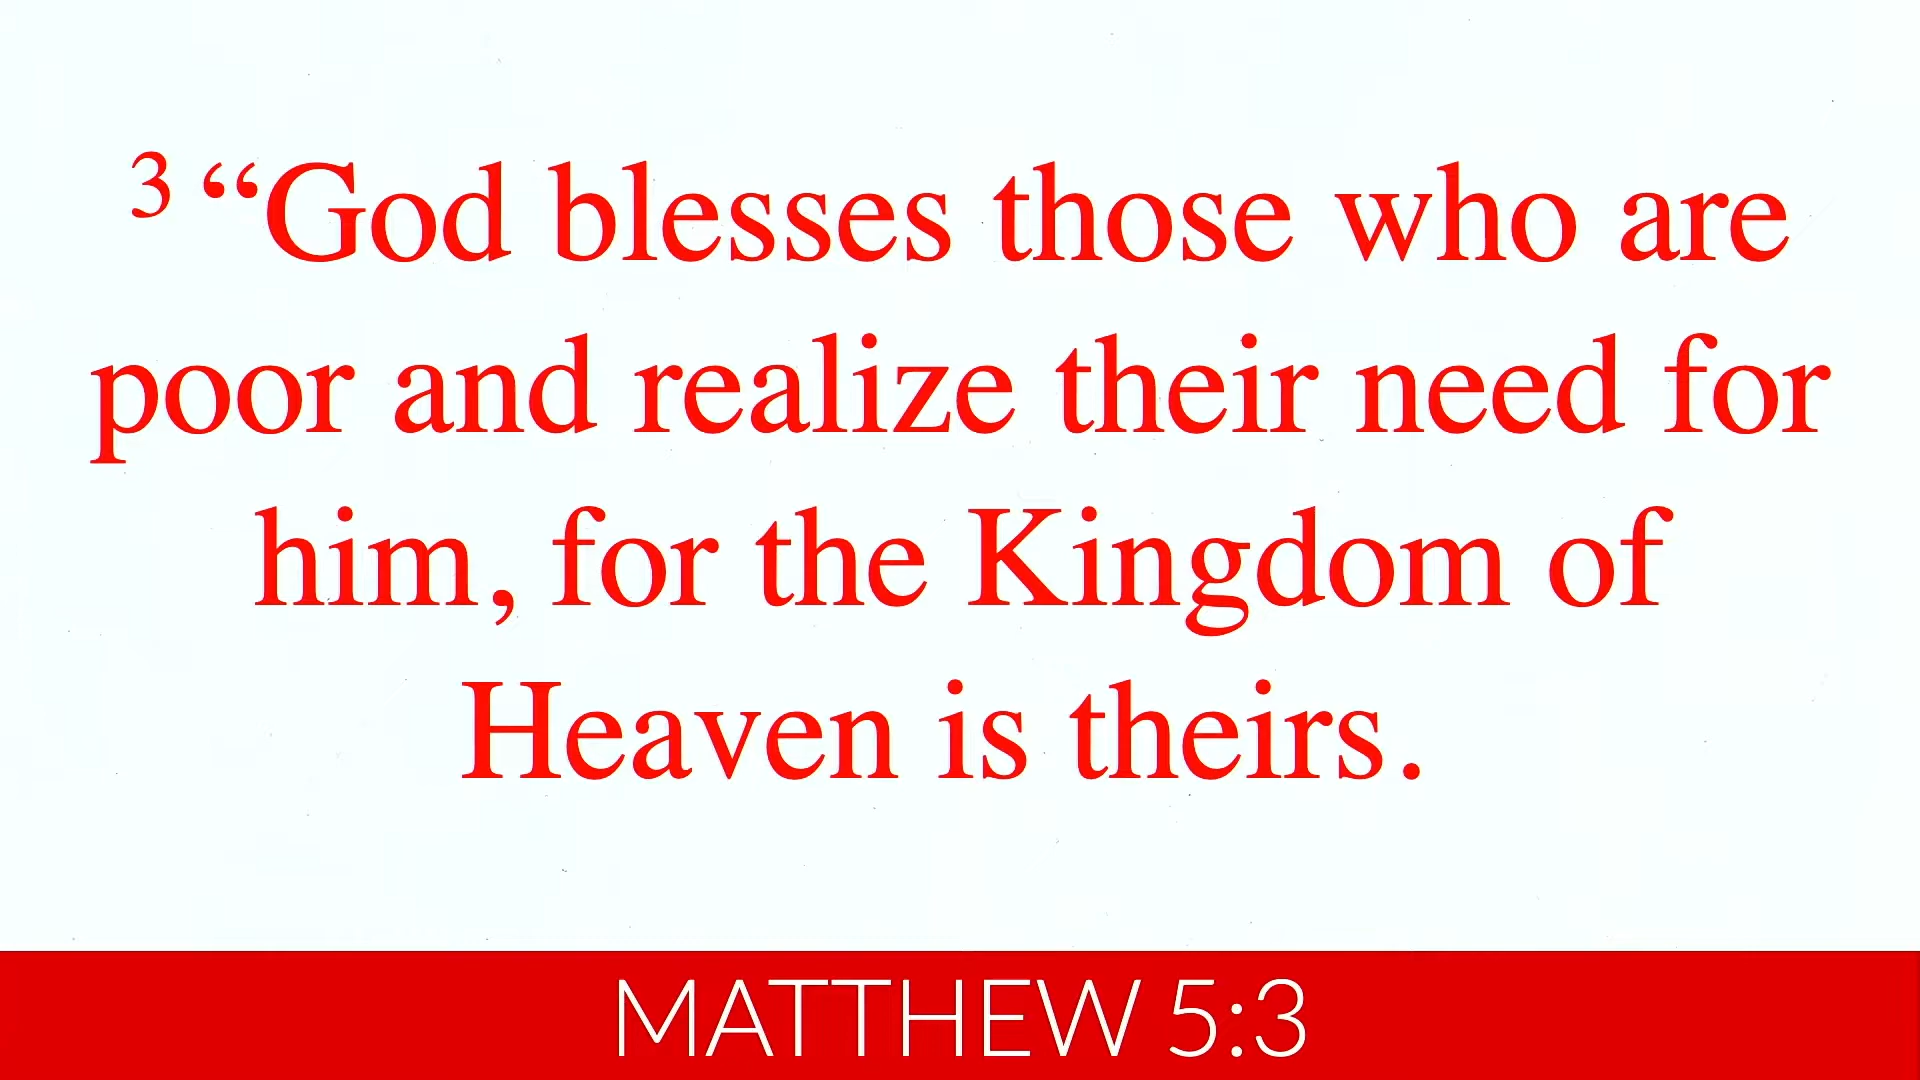 3 “God blesses those who are
poor and realize their need for
him, for the Kingdom of
Heaven is theirs.
MATTHEW 5:3